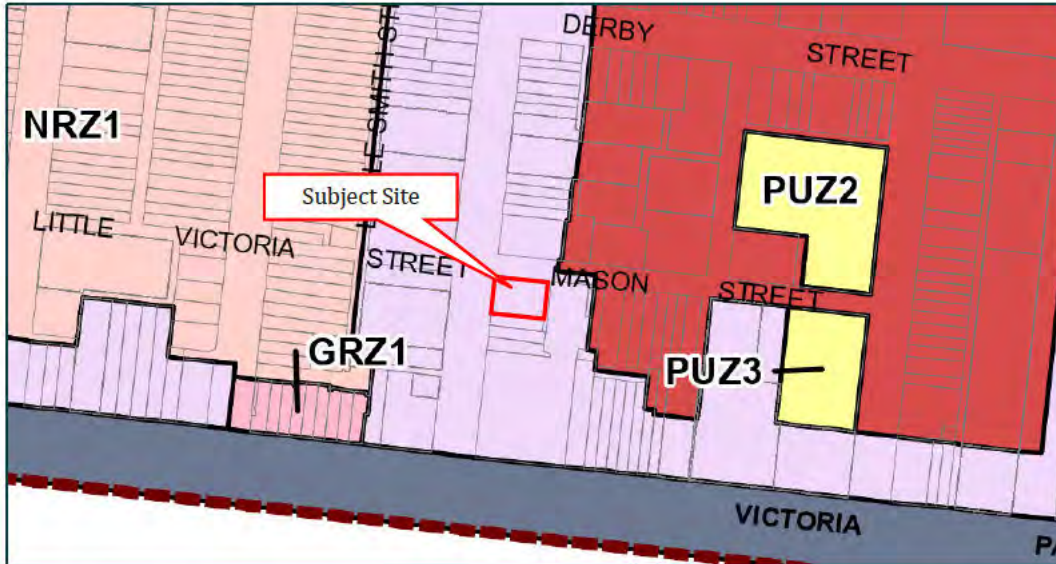 DERBY
STREET
NRZ1
PUZ2
Subject Site
LITTLE
VICTORIA
STREET
MASON
STREET
GRZ1
PUZ3
VICTORIA